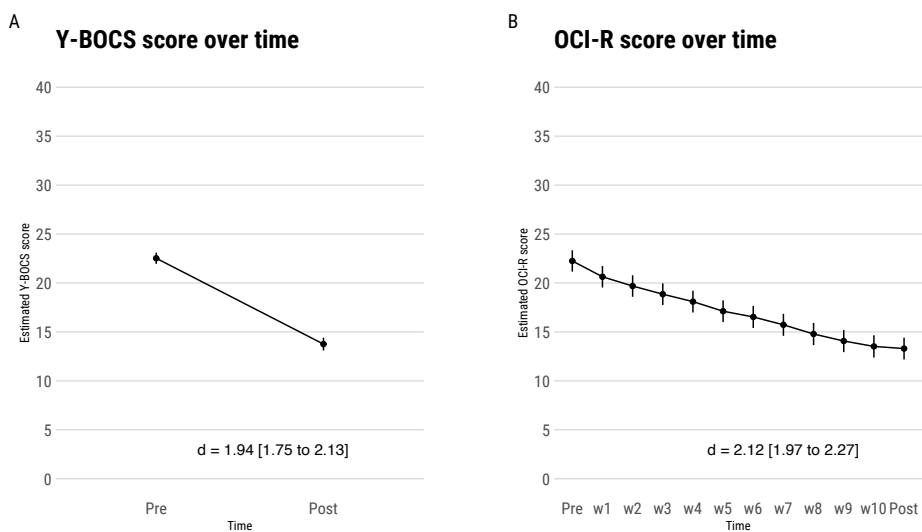 A
Y-BOCS score over time
Estimated Y-BOCS score
40
35
30
25
20
15
10
5
0
d = 1.94 [1.75 to 2.13]
Pre Post
Time
B
OCI-R score over time
Estimated OCI-R score
40
35
30
25
20
15
10
5
0
d = 2.12 [1.97 to 2.27]
Pre w1 w2 w3 w4 w5 w6 w7 w8 w9 w10 Post
Time